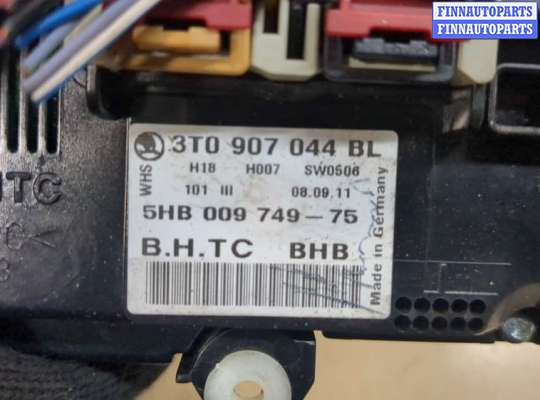 FINNAUTOPARTS
FINNAUTOPARTS
3T0 907 044 BL
WHS
H18 H007 SW0506
101 III 08.09.11
5HB 009 749-75
B.H.TC BHB
Made in Germany